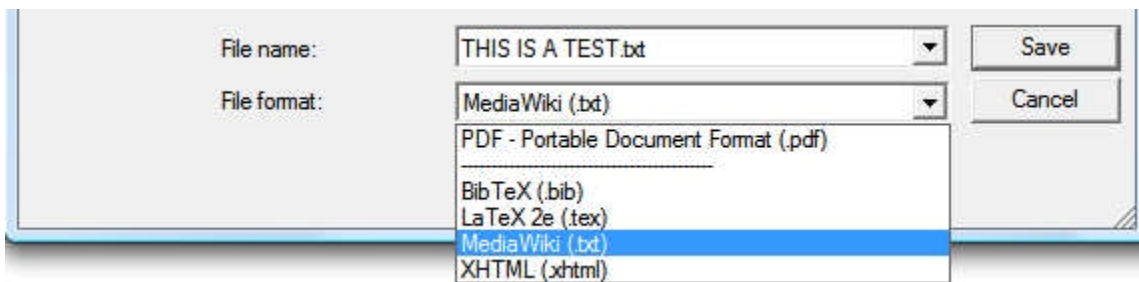 File name: THIS IS A TEST.txt Save
File format: MediaWiki (.txt) Cancel
PDF - Portable Document Format (.pdf)
BibTeX (.bib)
LaTeX 2e (.tex)
MediaWiki (.txt)
XHTML (.xhtml)